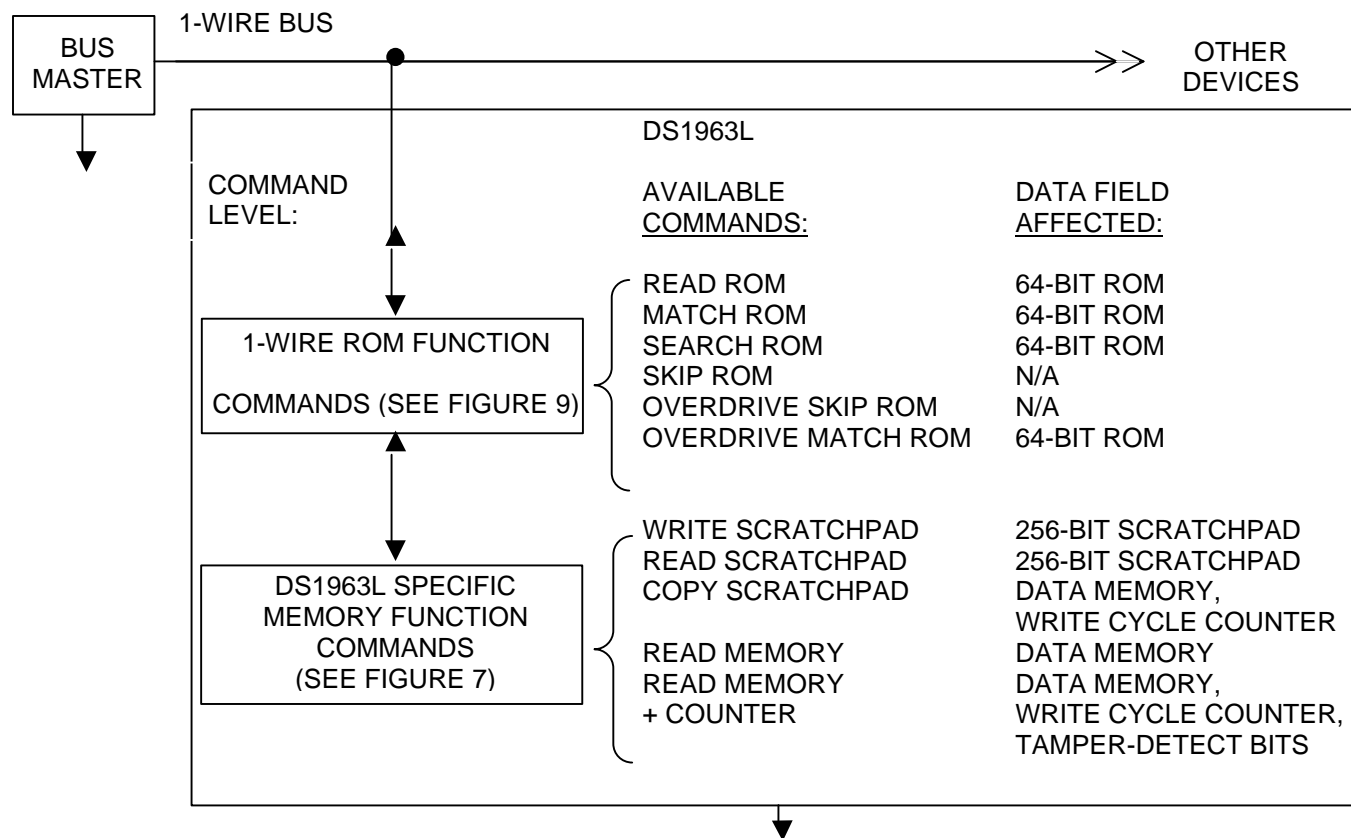 1-WIRE BUS
BUS
MASTER
OTHER
DEVICES
DS1963L
COMMAND
LEVEL:
AVAILABLE
COMMANDS:
DATA FIELD
AFFECTED:
1-WIRE ROM FUNCTION
COMMANDS (SEE FIGURE 9)
READ ROM 64-BIT ROM
MATCH ROM 64-BIT ROM
SEARCH ROM 64-BIT ROM
SKIP ROM N/A
OVERDRIVE SKIP ROM N/A
OVERDRIVE MATCH ROM 64-BIT ROM
DS1963L SPECIFIC
MEMORY FUNCTION
COMMANDS
(SEE FIGURE 7)
WRITE SCRATCHPAD 256-BIT SCRATCHPAD
READ SCRATCHPAD 256-BIT SCRATCHPAD
COPY SCRATCHPAD DATA MEMORY,
WRITE CYCLE COUNTER
READ MEMORY DATA MEMORY
READ MEMORY DATA MEMORY,
+ COUNTER WRITE CYCLE COUNTER,
TAMPER-DETECT BITS